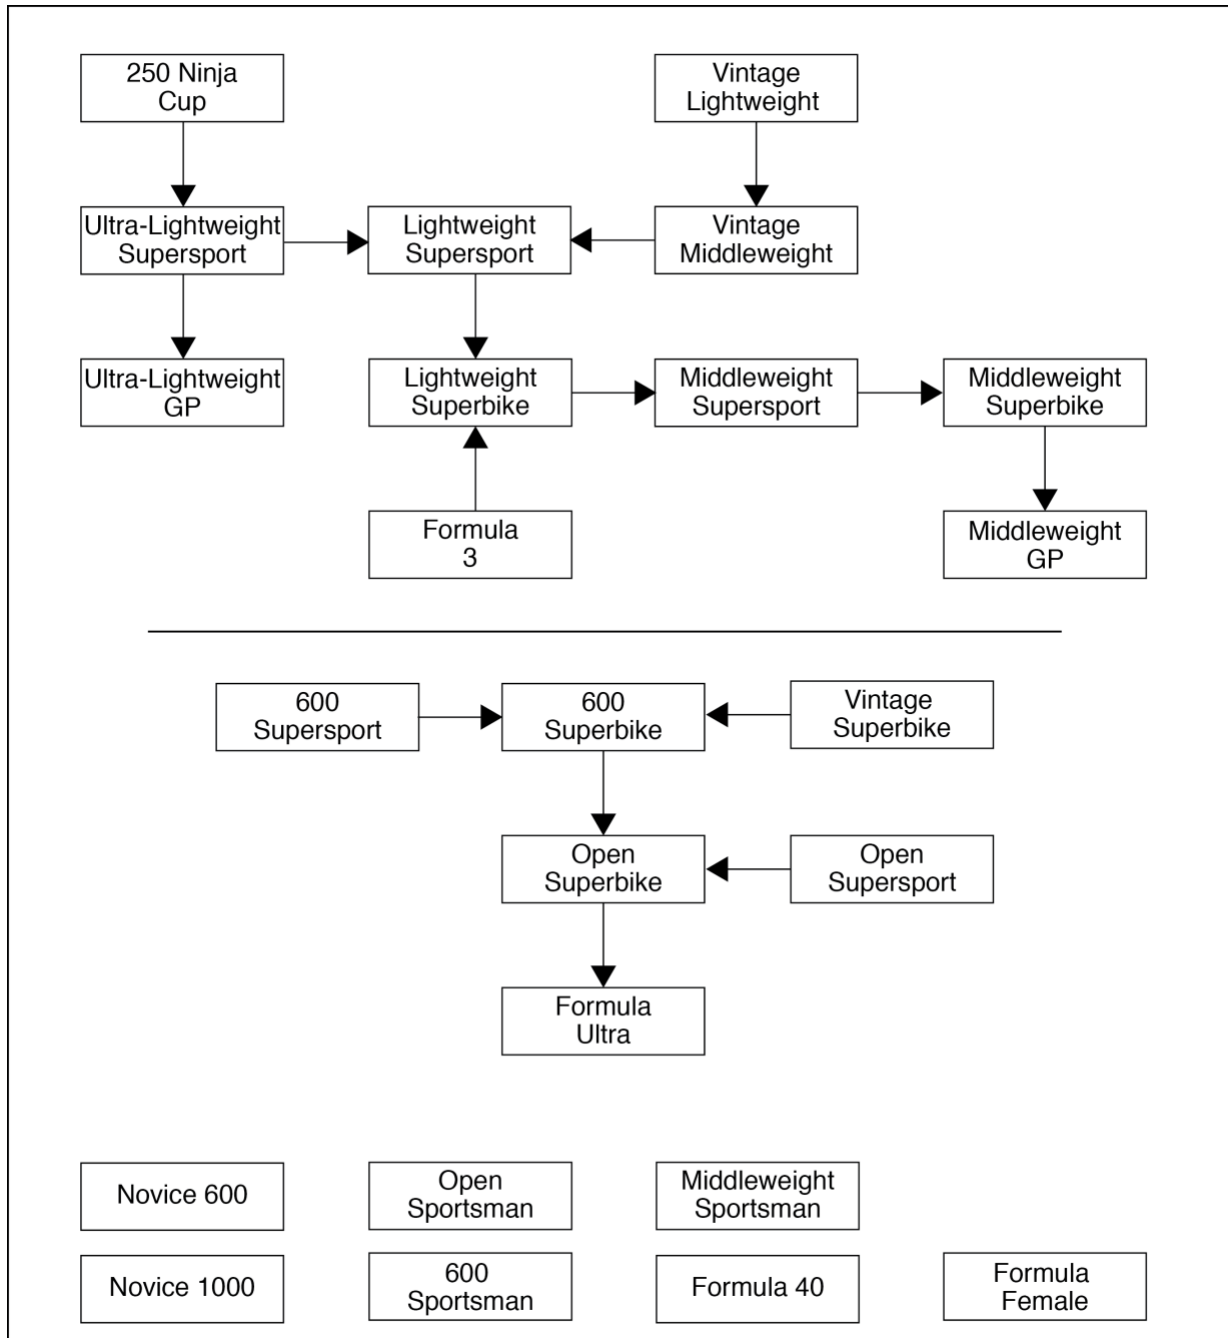 250 Ninja
Cup
Vintage
Lightweight
Ultra-Lightweight
Supersport
Lightweight
Supersport
Vintage
Middleweight
Ultra-Lightweight
GP
Lightweight
Superbike
Middleweight
Supersport
Middleweight
Superbike
Formula
3
Middleweight
GP
600
Supersport
600
Superbike
Vintage
Superbike
Open
Superbike
Open
Supersport
Formula
Ultra
Novice 600
Open
Sportsman
Middleweight
Sportsman
Novice 1000
600
Sportsman
Formula 40
Formula
Female